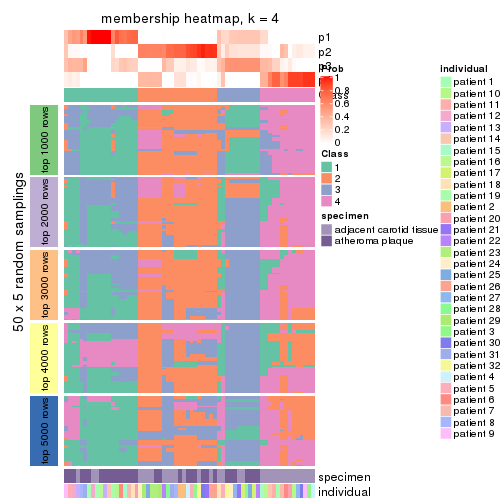 membership heatmap, k = 4
p1
p2
p3
Prob
1
0.8
0.6
0.4
0.2
0
Class
1
2
3
4
specimen
adjacent carotid tissue
atheroma plaque
individual
patient 1
patient 10
patient 11
patient 12
patient 13
patient 14
patient 15
patient 16
patient 17
patient 18
patient 19
patient 2
patient 20
patient 21
patient 22
patient 23
patient 24
patient 25
patient 26
patient 27
patient 28
patient 29
patient 3
patient 30
patient 31
patient 32
patient 4
patient 5
patient 6
patient 7
patient 8
patient 9
50 x 5 random samplings
top 1000 rows
top 2000 rows
top 3000 rows
top 4000 rows
top 5000 rows
specimen
individual